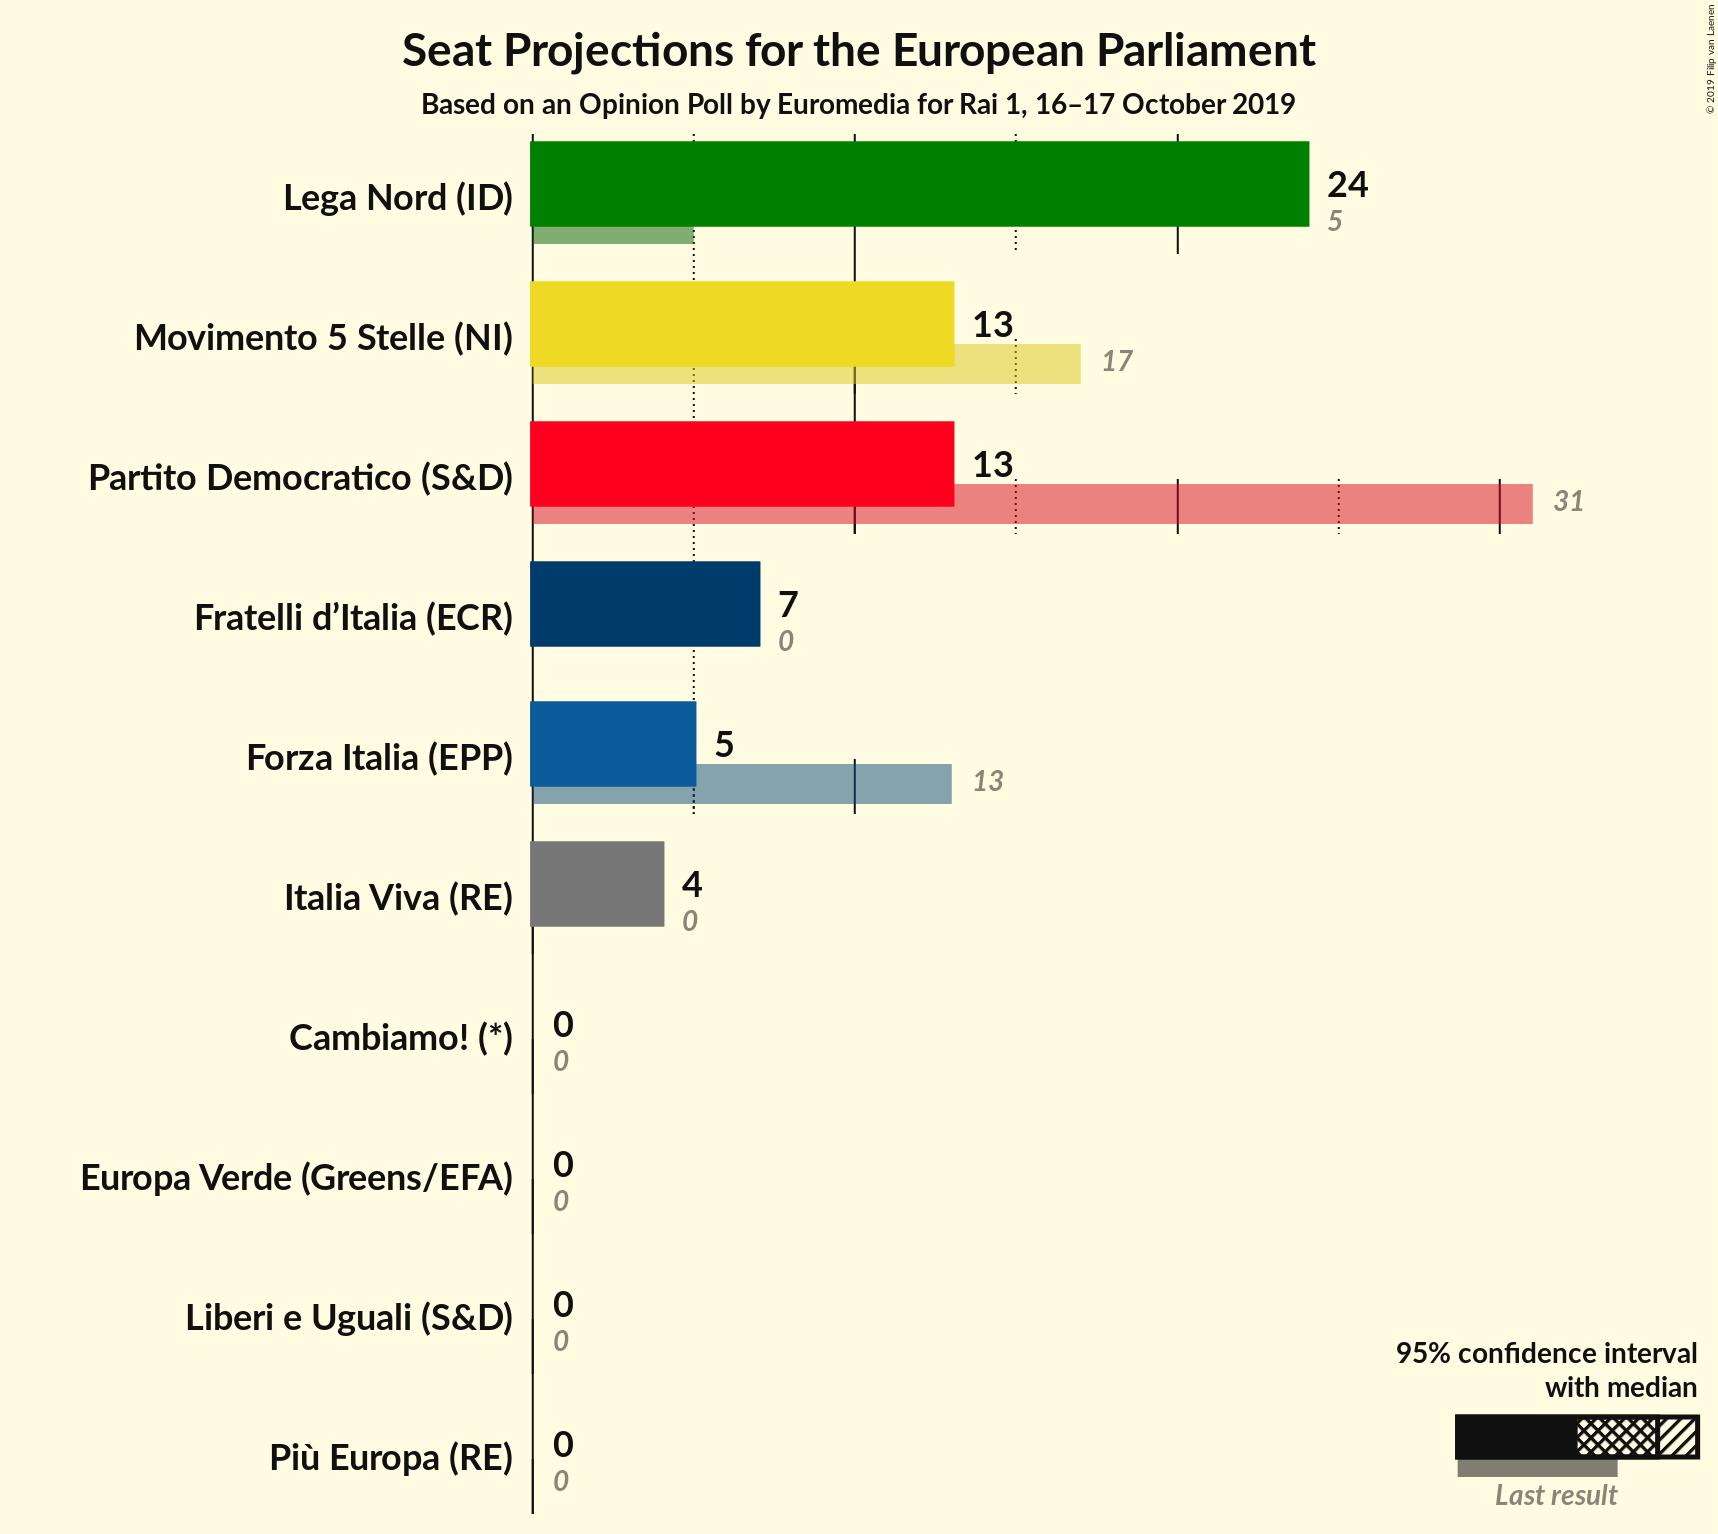 Seat Projections for the European Parliament
Based on an Opinion Poll by Euromedia for Rai 1, 16–17 October 2019
© 2019 Filip van Laenen
Lega Nord (ID)
24
5
Movimento 5 Stelle (NI)
13
17
Partito Democratico (S&D)
13
31
Fratelli d’Italia (ECR)
7
0
Forza Italia (EPP)
5
13
Italia Viva (RE)
4
0
Cambiamo! (*)
0
0
Europa Verde (Greens/EFA)
0
0
Liberi e Uguali (S&D)
0
0
Più Europa (RE)
0
0
95% confidence interval
with median
Last result